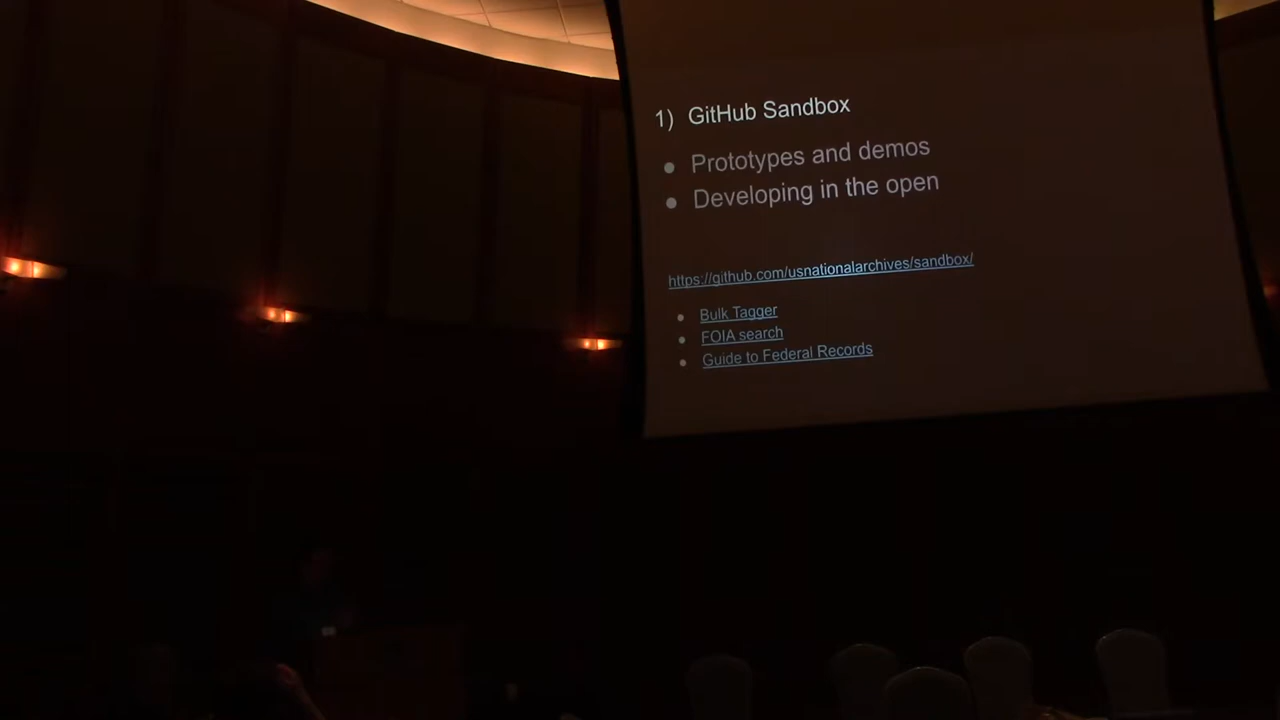 1) GitHub Sandbox
● Prototypes and demos
● Developing in the open
https://github.com/usnationalarchives/sandbox/
● Bulk Tagger
● FOIA search
● Guide to Federal Records